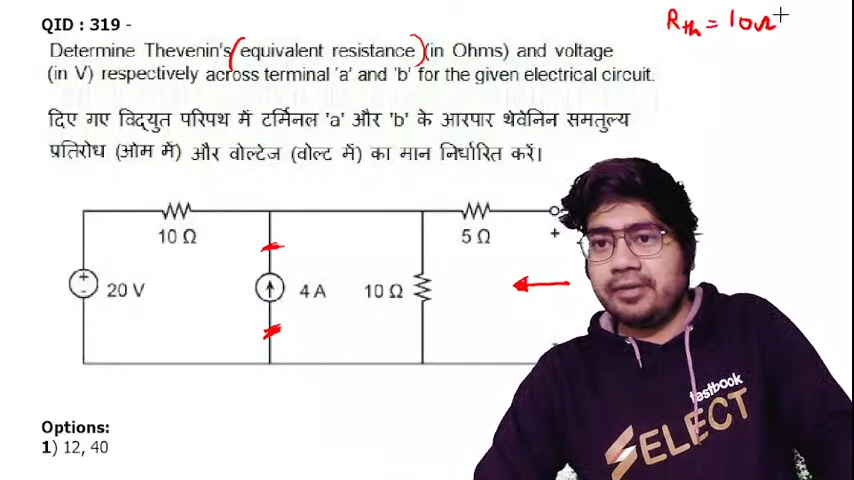 QID : 319 -
Rth = 10Ω
Determine Thevenin's (equivalent resistance) (in Ohms) and voltage
(in V) respectively across terminal 'a' and 'b' for the given electrical circuit.
दिए गए विद्युत परिपथ में टर्मिनल 'a' और 'b' के आरपार थेवेनिन समतुल्य
प्रतिरोध (ओम में) और वोल्टेज (वोल्ट में) का मान निर्धारित करें।
10 Ω
5 Ω
+
20 V
4 A
10 Ω
testbook
SELECT
Options:
1) 12, 40